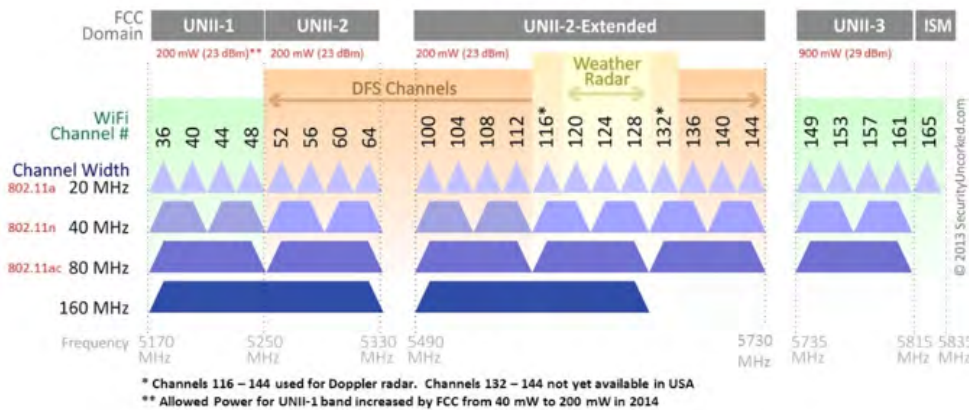 FCC Domain UNII-1 UNII-2 UNII-2-Extended UNII-3 ISM
200 mW (23 dBm)** 200 mW (23 dBm) 200 mW (23 dBm) 900 mW (29 dBm)
Weather
Radar
DFS Channels
WiFi
Channel # 36 40 44 48 52 56 60 64 100 104 108 112 116* 120 124 128 132* 136 140 144 149 153 157 161 165
Channel Width
802.11a 20 MHz
802.11n 40 MHz
802.11ac 80 MHz
160 MHz
Frequency 5170 MHz 5250 MHz 5330 MHz 5490 MHz 5730 MHz 5735 MHz 5815 MHz 5835 MHz
* Channels 116 – 144 used for Doppler radar. Channels 132 – 144 not yet available in USA
** Allowed Power for UNII-1 band increased by FCC from 40 mW to 200 mW in 2014
© 2013 SecurityUncorked.com